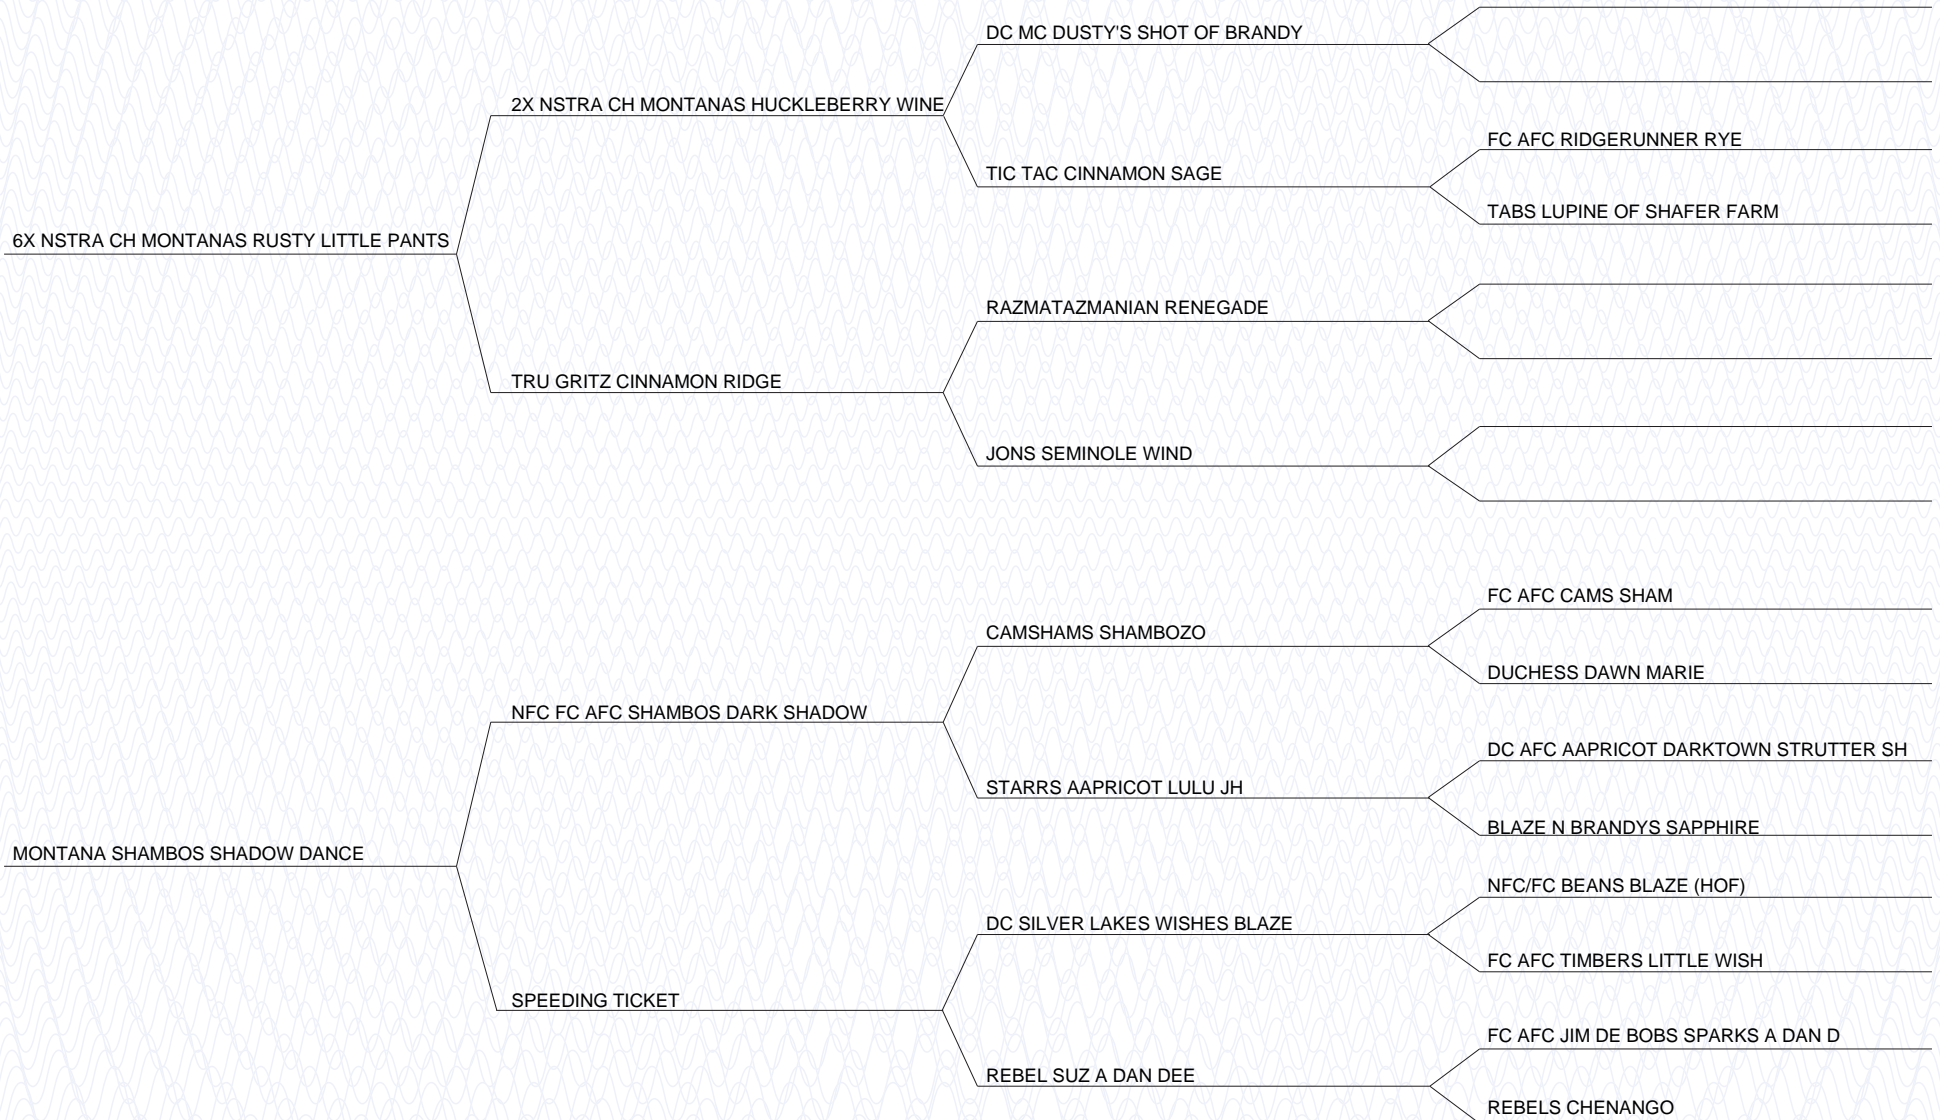 DC MC DUSTY'S SHOT OF BRANDY
2X NSTRA CH MONTANAS HUCKLEBERRY WINE
FC AFC RIDGERUNNER RYE
TIC TAC CINNAMON SAGE
TABS LUPINE OF SHAFER FARM
6X NSTRA CH MONTANAS RUSTY LITTLE PANTS
RAZMATAZMANIAN RENEGADE
TRU GRITZ CINNAMON RIDGE
JONS SEMINOLE WIND
FC AFC CAMS SHAM
CAMSHAMS SHAMBOZO
DUCHESS DAWN MARIE
NFC FC AFC SHAMBOS DARK SHADOW
DC AFC AAPRICOT DARKTOWN STRUTTER SH
STARRS AAPRICOT LULU JH
BLAZE N BRANDYS SAPPHIRE
MONTANA SHAMBOS SHADOW DANCE
NFC/FC BEANS BLAZE (HOF)
DC SILVER LAKES WISHES BLAZE
FC AFC TIMBERS LITTLE WISH
SPEEDING TICKET
FC AFC JIM DE BOBS SPARKS A DAN D
REBEL SUZ A DAN DEE
REBELS CHENANGO